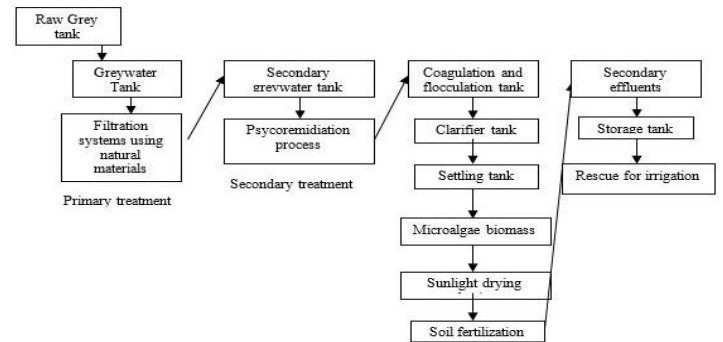 Raw Grey
tank
Greywater
Tank
Filtration
systems using
natural
materials
Primary treatment
Secondary
greywater tank
Psycoremidiation
process
Secondary treatment
Coagulation and
flocculation tank
Clarifier tank
Settling tank
Microalgae biomass
Sunlight drying
Soil fertilization
Secondary
effluents
Storage tank
Rescue for irrigation